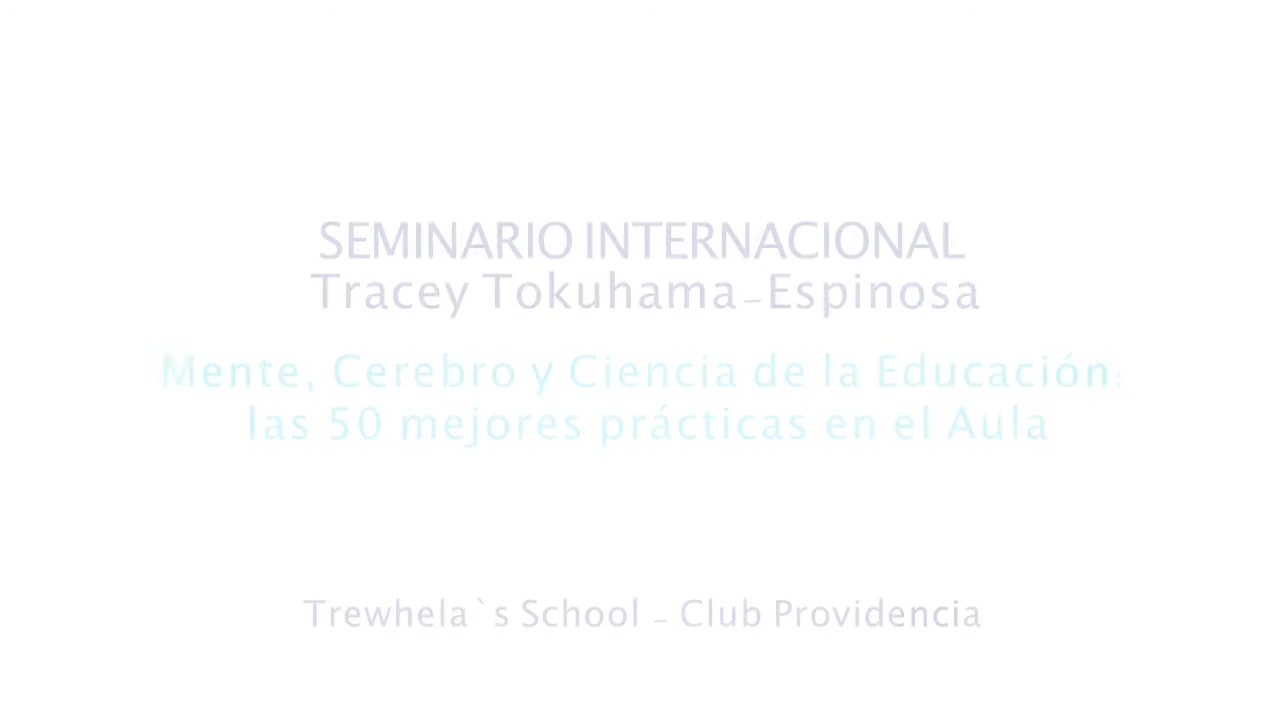 SEMINARIO INTERNACIONAL
Tracey Tokuhama-Espinosa
Mente, Cerebro y Ciencia de la Educación:
las 50 mejores prácticas en el Aula
Trewhela`s School - Club Providencia